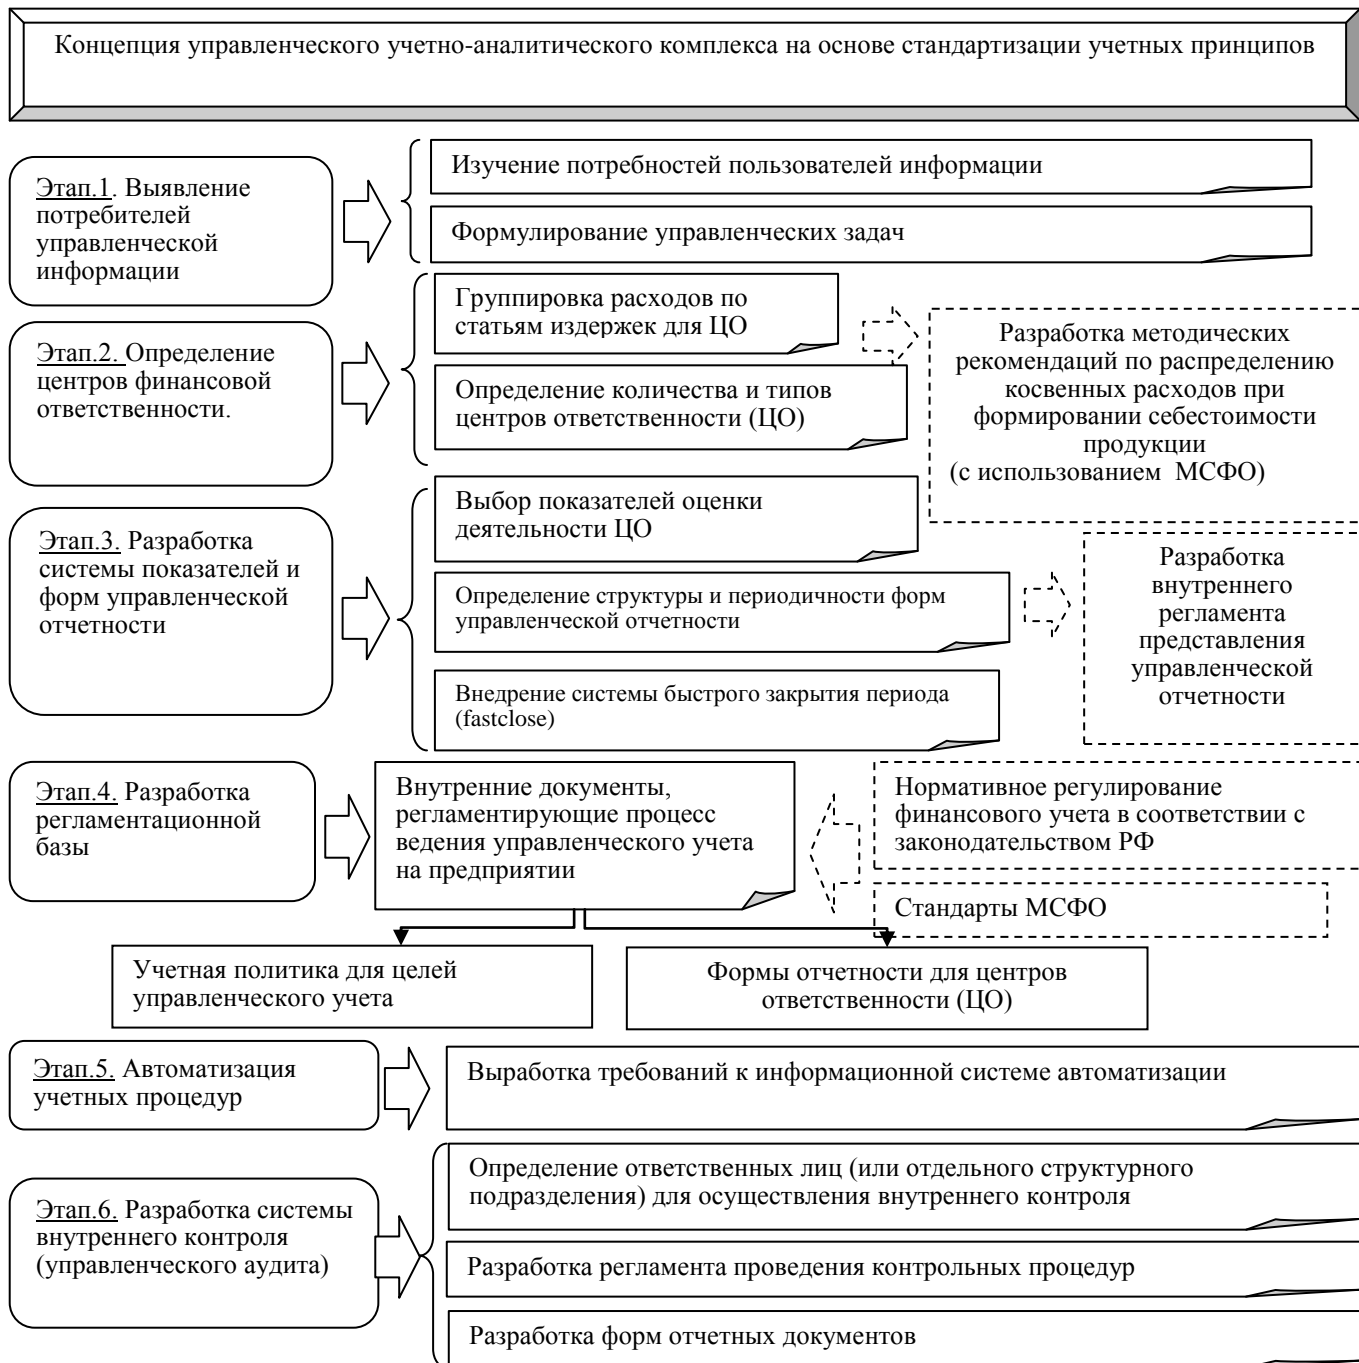 Концепция управленческого учетно-аналитического комплекса на основе стандартизации учетных принципов
Этап.1. Выявление
потребителей
управленческой
информации
Изучение потребностей пользователей информации
Формулирование управленческих задач
Этап.2. Определение
центров финансовой
ответственности.
Группировка расходов по
статьям издержек для ЦО
Определение количества и типов
центров ответственности (ЦО)
Разработка методических
рекомендаций по распределению
косвенных расходов при
формировании себестоимости
продукции
(с использованием МСФО)
Этап.3. Разработка
системы показателей и
форм управленческой
отчетности
Выбор показателей оценки
деятельности ЦО
Определение структуры и периодичности форм
управленческой отчетности
Внедрение системы быстрого закрытия периода
(fastclose)
Разработка
внутреннего
регламента
представления
управленческой
отчетности
Этап.4. Разработка
регламентационной
базы
Внутренние документы,
регламентирующие процесс
ведения управленческого учета
на предприятии
Нормативное регулирование
финансового учета в соответствии с
законодательством РФ
Стандарты МСФО
Учетная политика для целей
управленческого учета
Формы отчетности для центров
ответственности (ЦО)
Этап.5. Автоматизация
учетных процедур
Выработка требований к информационной системе автоматизации
Этап.6. Разработка системы
внутреннего контроля
(управленческого аудита)
Определение ответственных лиц (или отдельного структурного
подразделения) для осуществления внутреннего контроля
Разработка регламента проведения контрольных процедур
Разработка форм отчетных документов